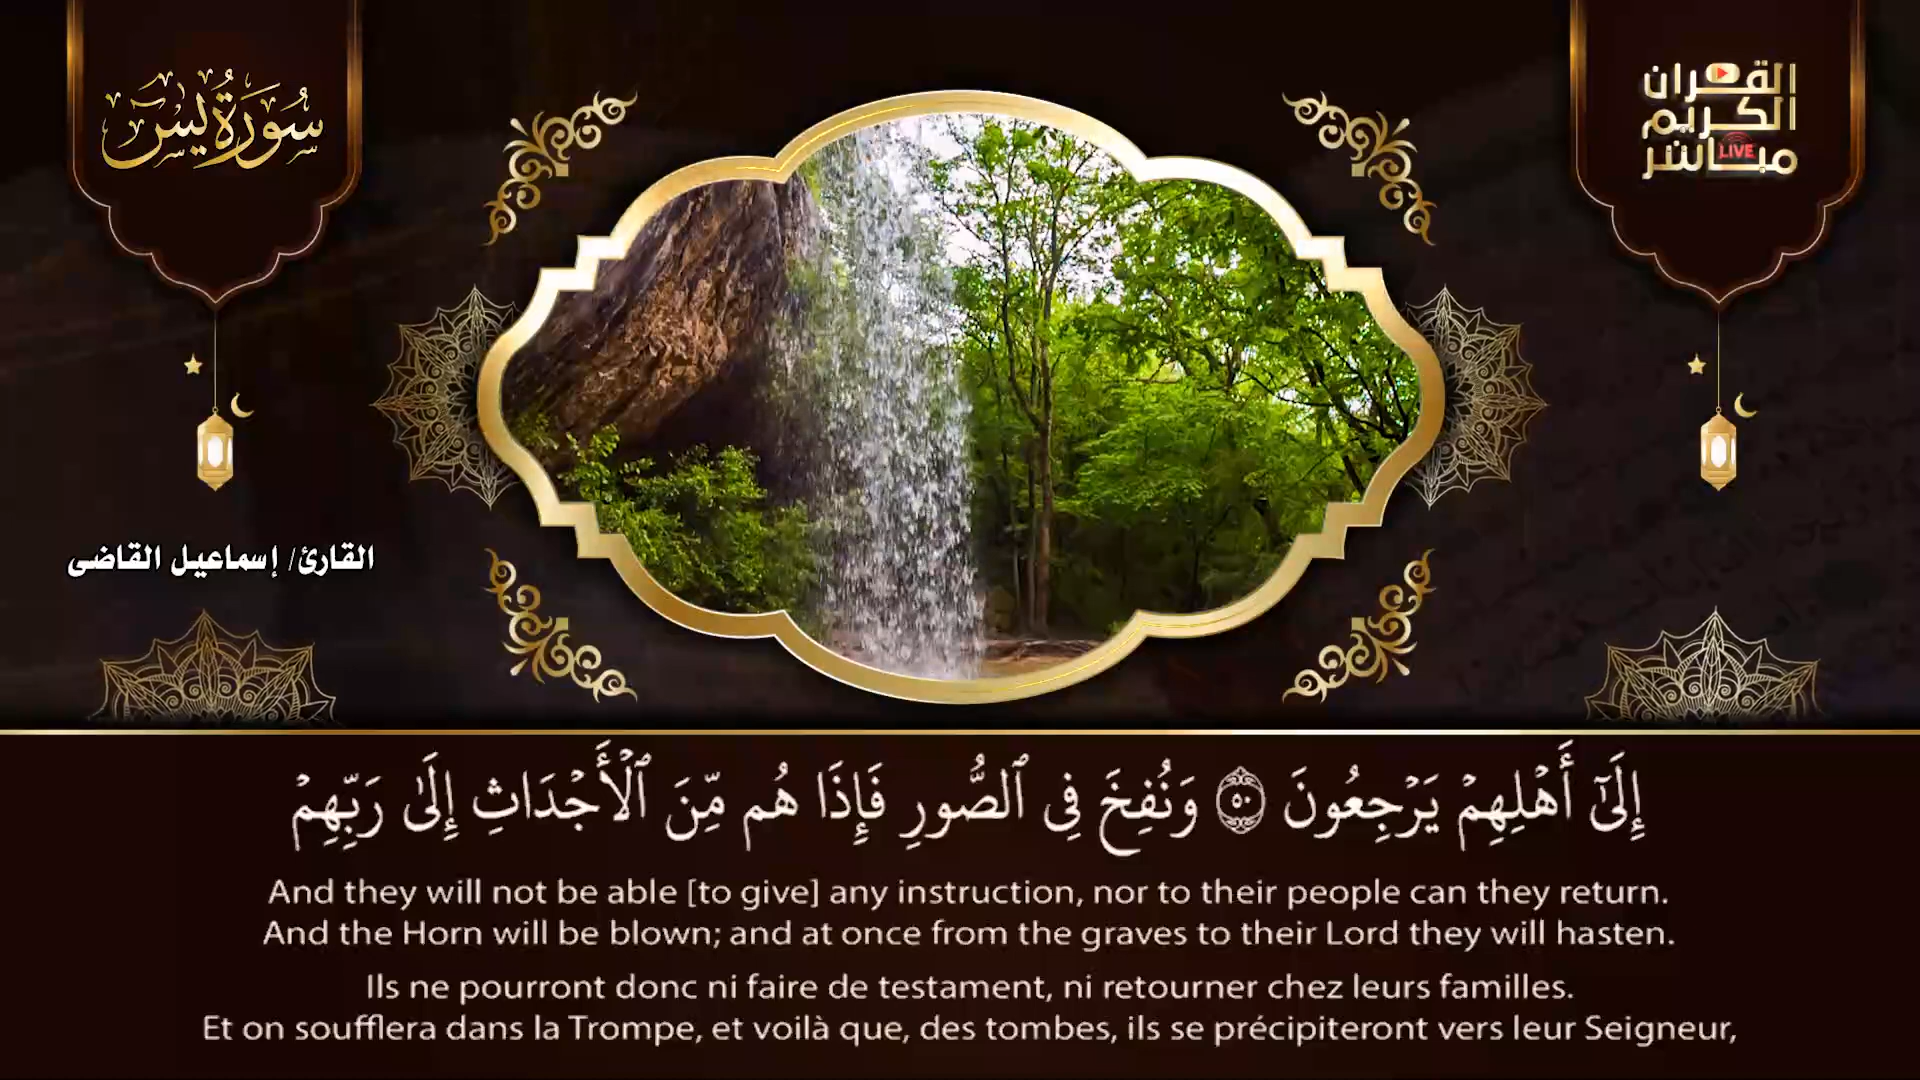 سُورَةُ يسٓ
القران
الكريم
مباشر
LIVE
القارئ/ إسماعيل القاضى
إِلَىٰٓ أَهْلِهِمْ يَرْجِعُونَ ٥٠ وَنُفِخَ فِى ٱلصُّورِ فَإِذَا هُم مِّنَ ٱلْأَجْدَاثِ إِلَىٰ رَبِّهِمْ
And they will not be able [to give] any instruction, nor to their people can they return.
And the Horn will be blown; and at once from the graves to their Lord they will hasten.
Ils ne pourront donc ni faire de testament, ni retourner chez leurs familles.
Et on soufflera dans la Trompe, et voilà que, des tombes, ils se précipiteront vers leur Seigneur,